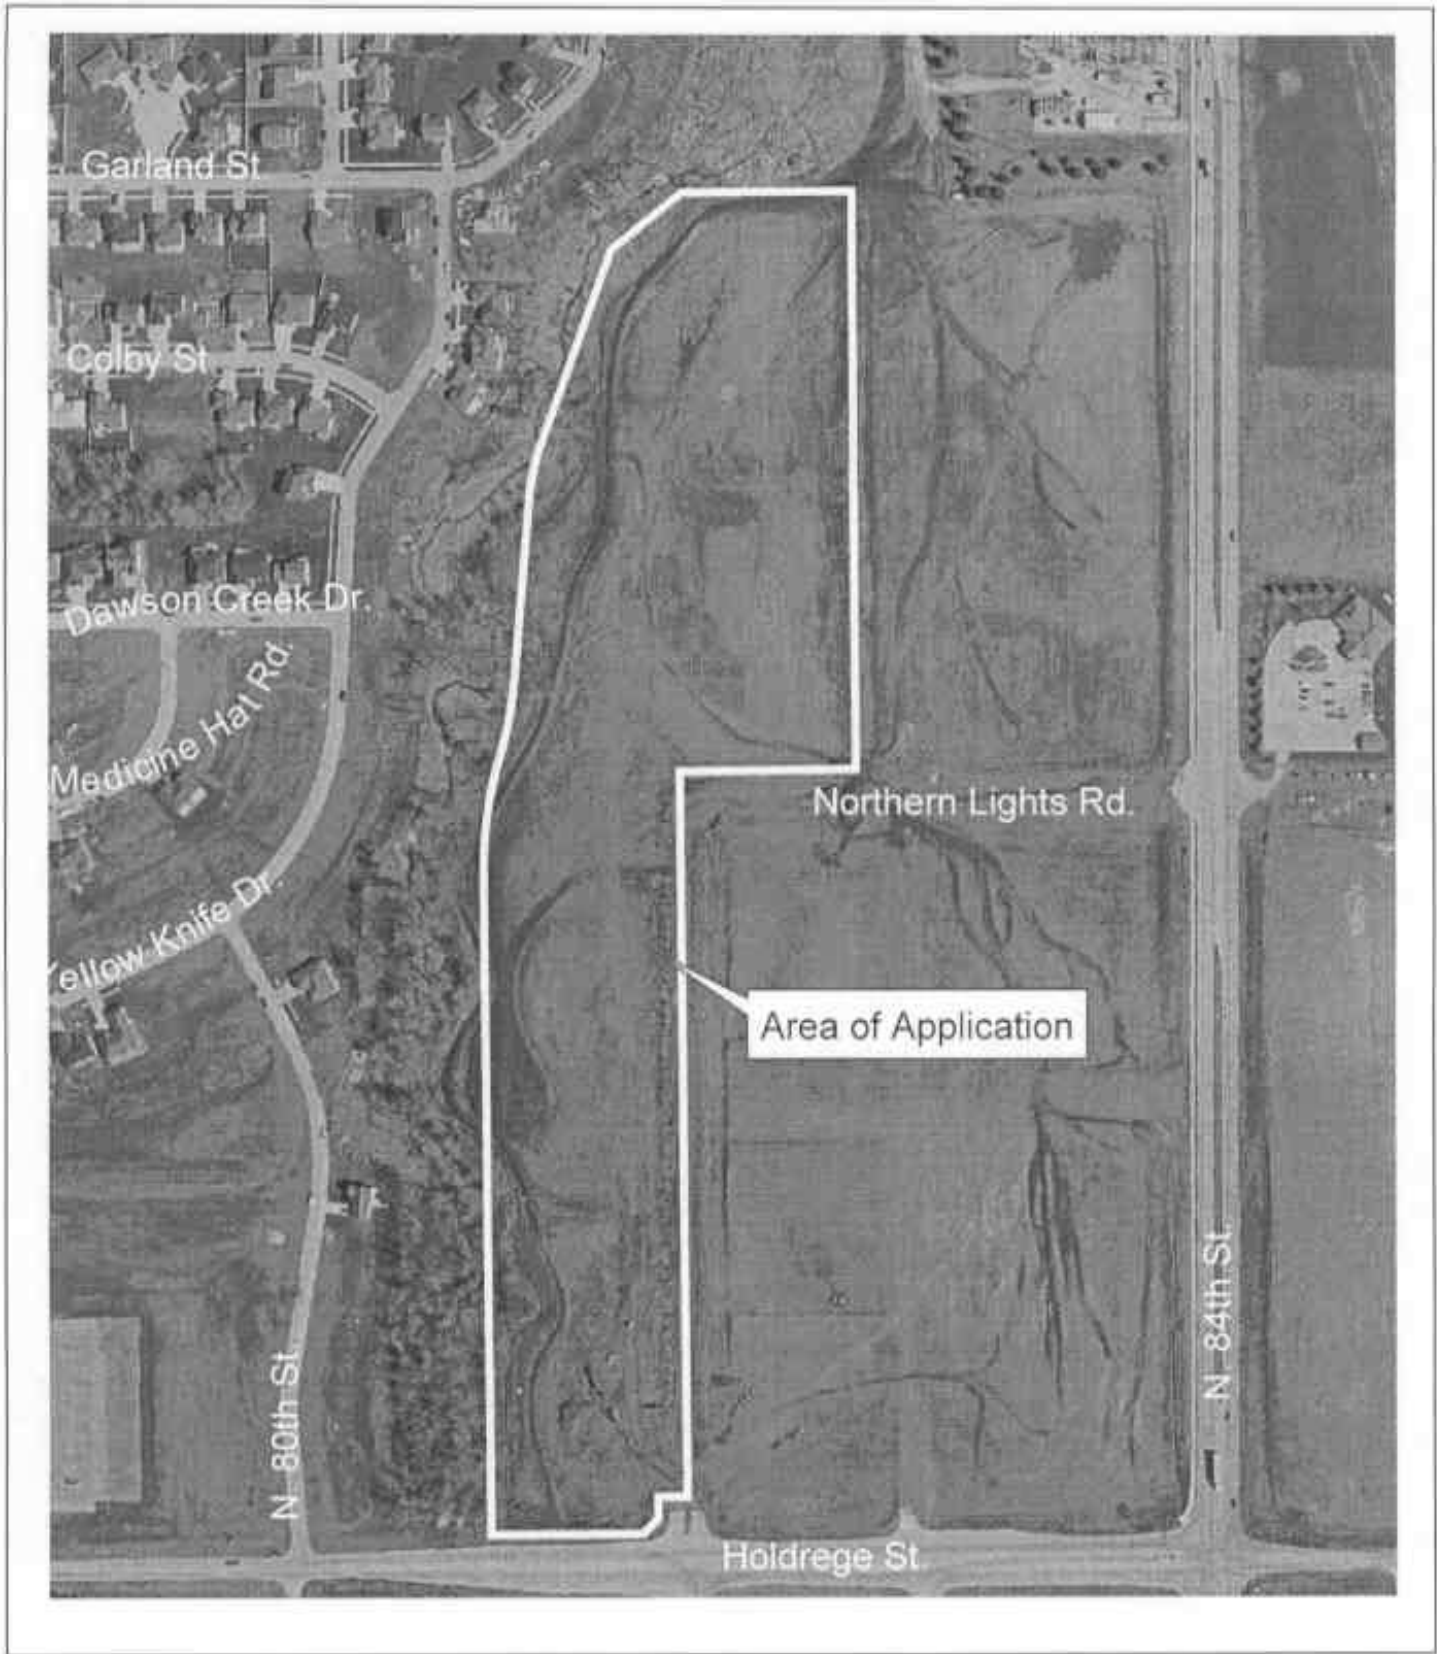 Garland St
Colby St
Dawson Creek Dr.
Medicine Hat Rd.
Northern Lights Rd.
Yellow Knife Dr.
Area of Application
N 84th St.
N 80th St.
Holdrege St.